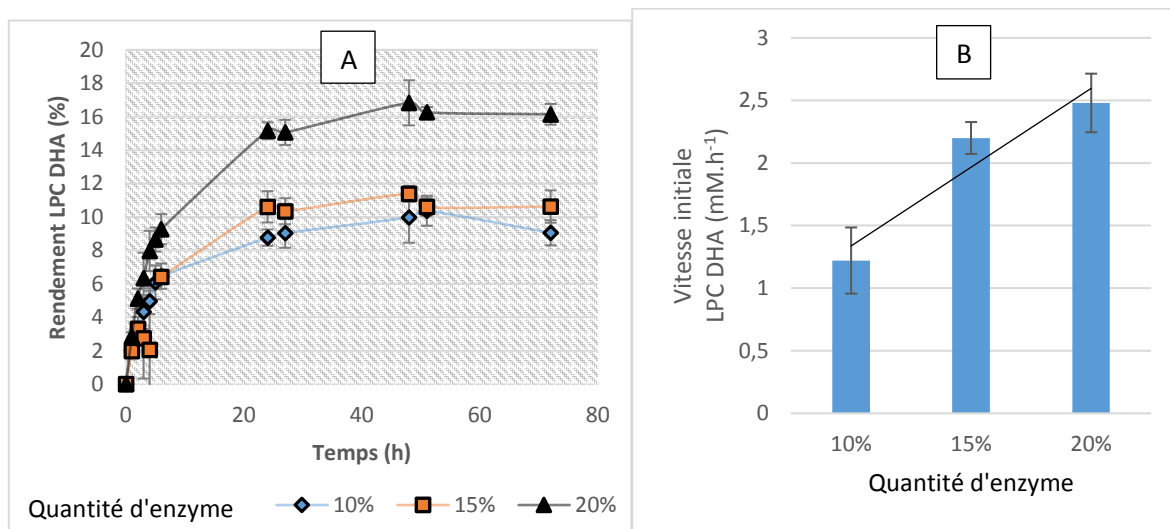 A
Rendement LPC DHA (%)
20
18
16
14
12
10
8
6
4
2
0
0 20 40 60 80
Temps (h)
Quantité d'enzyme 10% 15% 20%
B
Vitesse initiale
LPC DHA (mM.h⁻¹)
3
2,5
2
1,5
1
0,5
0
10% 15% 20%
Quantité d'enzyme